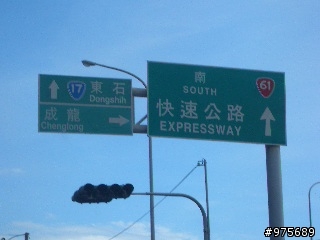 17 東石
Dongshih
成龍
Chenglong
南
SOUTH
61
快速公路
EXPRESSWAY
#975689